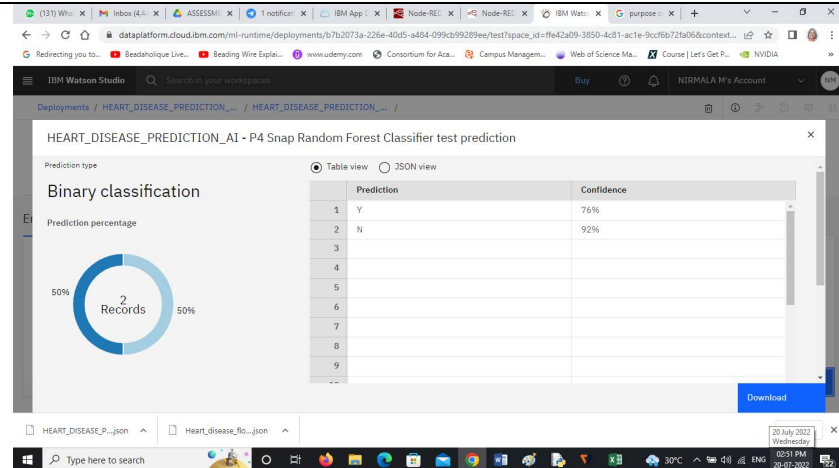 (131) Wha
Inbox (4,4
ASSESSME
1 notificat
IBM App D
Node-RED
Node-RED
IBM Wats
purpose o
dataplatform.cloud.ibm.com/ml-runtime/deployments/b7b2073a-226e-40d5-a484-099cb99289ee/test?space_id=ffe42a09-3850-4c81-ac1e-9ccf6b72fa068context...
Redirecting you to...
Beadaholique Live...
Beading Wire Explai...
www.udemy.com
Consortium for Aca...
Campus Managem...
Web of Science Ma...
Course | Let's Get P...
NVIDIA
»
IBM Watson Studio
Search in your workspaces
Buy
NIRMALA M's Account
NM
Deployments / HEART_DISEASE_PREDICTION_... / HEART_DISEASE_PREDICTION_... /
HEART_DISEASE_PREDICTION_AI - P4 Snap Random Forest Classifier test prediction
Prediction type
Binary classification
Prediction percentage
50%
2
Records
50%
Table view
JSON view
Prediction Confidence
1 Y 76%
2 N 92%
3
4
5
6
7
8
9
Download
HEART_DISEASE_P....json
Heart_disease_flo....json
20 July 2022
Wednesday
Type here to search
30°C
ENG
02:51 PM
20-07-2022